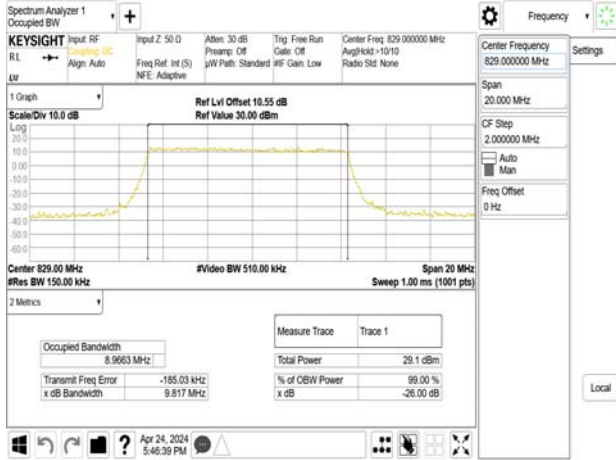 Spectrum Analyzer 1
Occupied BW
+
Frequency
KEYSIGHT
RL
Input: RF
Coupling: DC
Align: Auto
Input Z: 50 Ω
Freq Ref: Int (S)
NFE: Adaptive
Atten: 30 dB
Preamp: Off
µW Path: Standard
Trig: Free Run
Gate: Off
#IF Gain: Low
Center Freq: 829.000000 MHz
Avg|Hold:>10/10
Radio Std: None
Center Frequency
829.000000 MHz
Settings
Span
20.000 MHz
CF Step
2.000000 MHz
Auto
Man
Freq Offset
0 Hz
Local
1 Graph
Scale/Div 10.0 dB
Ref Lvl Offset 10.55 dB
Ref Value 30.00 dBm
Log
20.0
10.0
0.00
-10.0
-20.0
-30.0
-40.0
-50.0
-60.0
Center 829.00 MHz
#Res BW 150.00 kHz
#Video BW 510.00 kHz
Span 20 MHz
Sweep 1.00 ms (1001 pts)
2 Metrics
Occupied Bandwidth
8.9663 MHz
Transmit Freq Error -185.03 kHz
x dB Bandwidth 9.817 MHz
Measure Trace Trace 1
Total Power 29.1 dBm
% of OBW Power 99.00 %
x dB -26.00 dB
?
Apr 24, 2024
5:46:39 PM